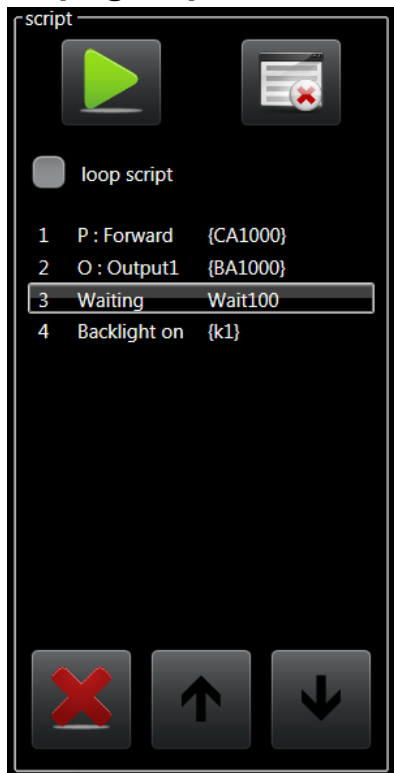 script
loop script
1 P : Forward {CA1000}
2 O : Output1 {BA1000}
3 Waiting Wait100
4 Backlight on {k1}